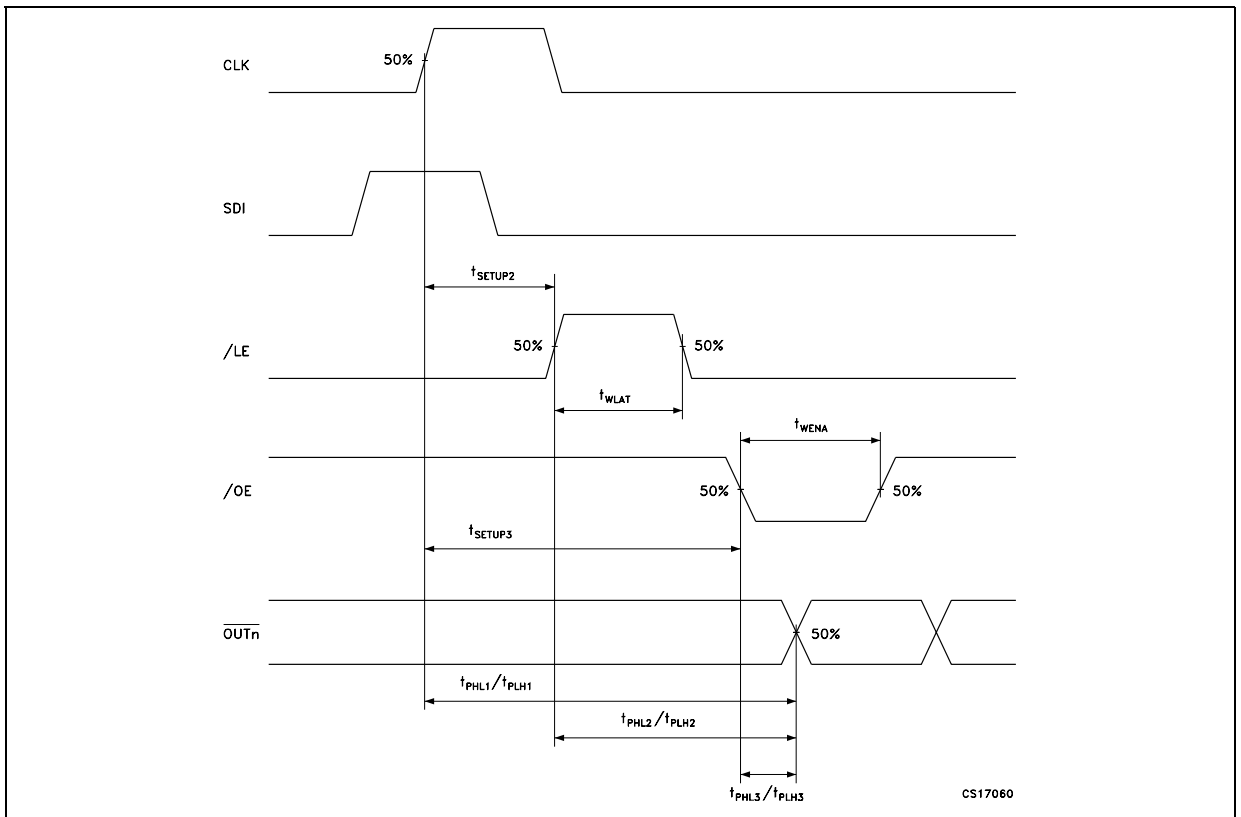 CLK
50%
SDI
tSETUP2
/LE
50%
50%
tWLAT
tWENA
/OE
50%
50%
tSETUP3
OUTn
50%
tPHL1/tPLH1
tPHL2/tPLH2
tPHL3/tPLH3
CS17060